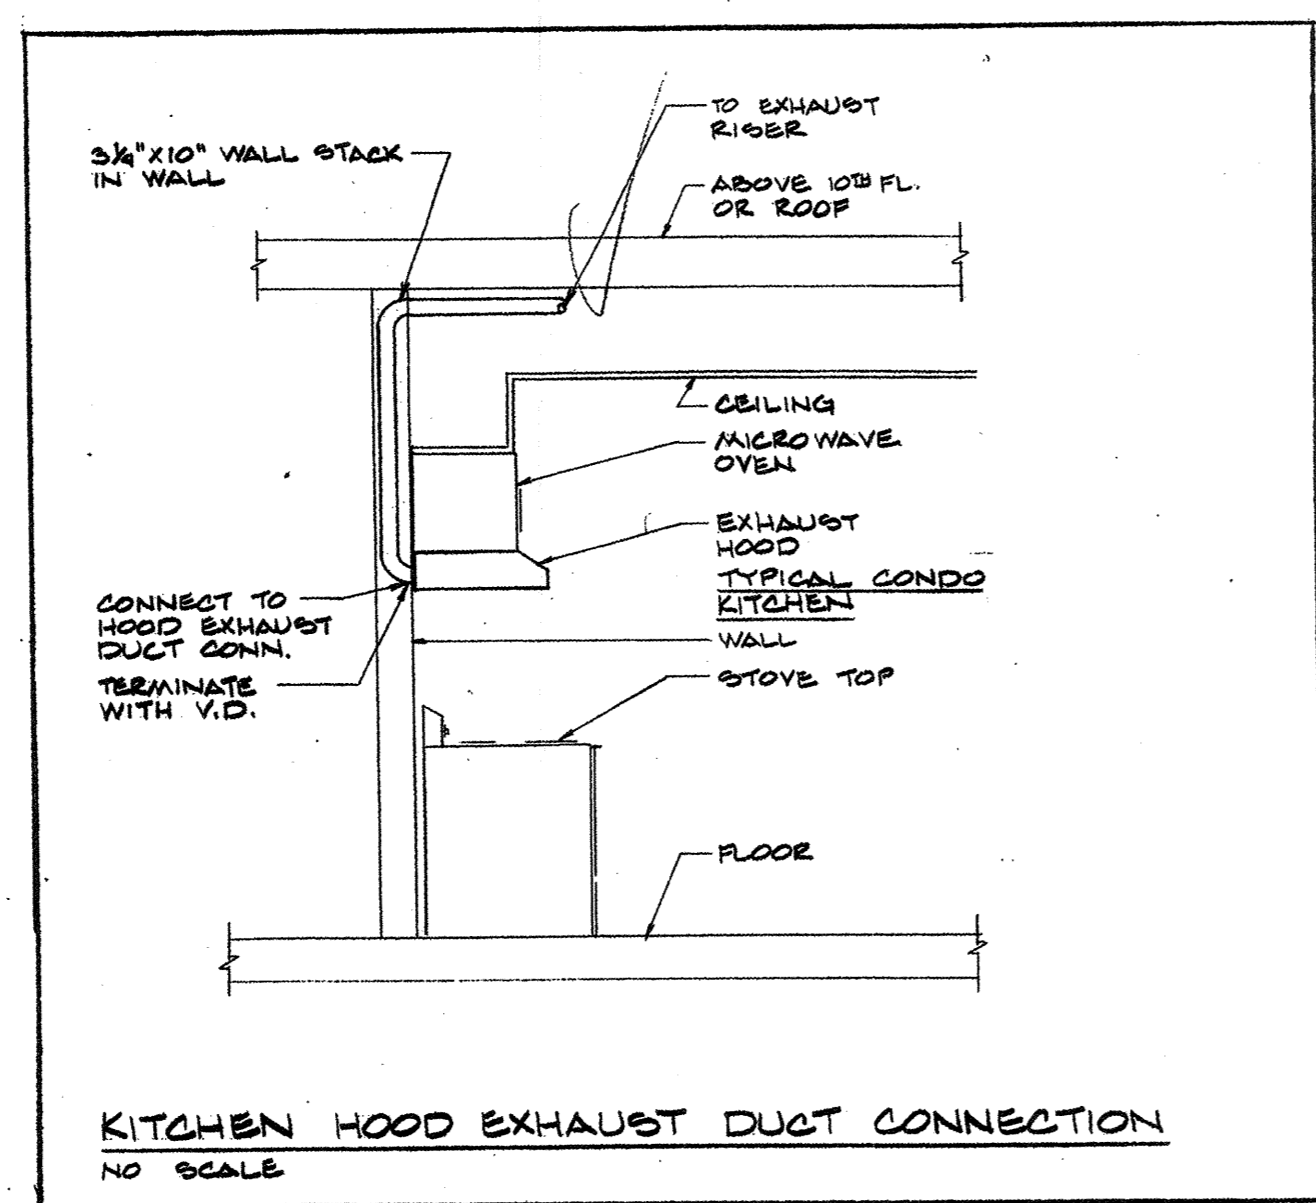 3¼"X10" WALL STACK
IN WALL
TO EXHAUST
RISER
ABOVE 10TH FL.
OR ROOF
CEILING
MICROWAVE
OVEN
EXHAUST
HOOD
TYPICAL CONDO
KITCHEN
CONNECT TO
HOOD EXHAUST
DUCT CONN.
WALL
TERMINATE
WITH V.D.
STOVE TOP
FLOOR
KITCHEN HOOD EXHAUST DUCT CONNECTION
NO SCALE